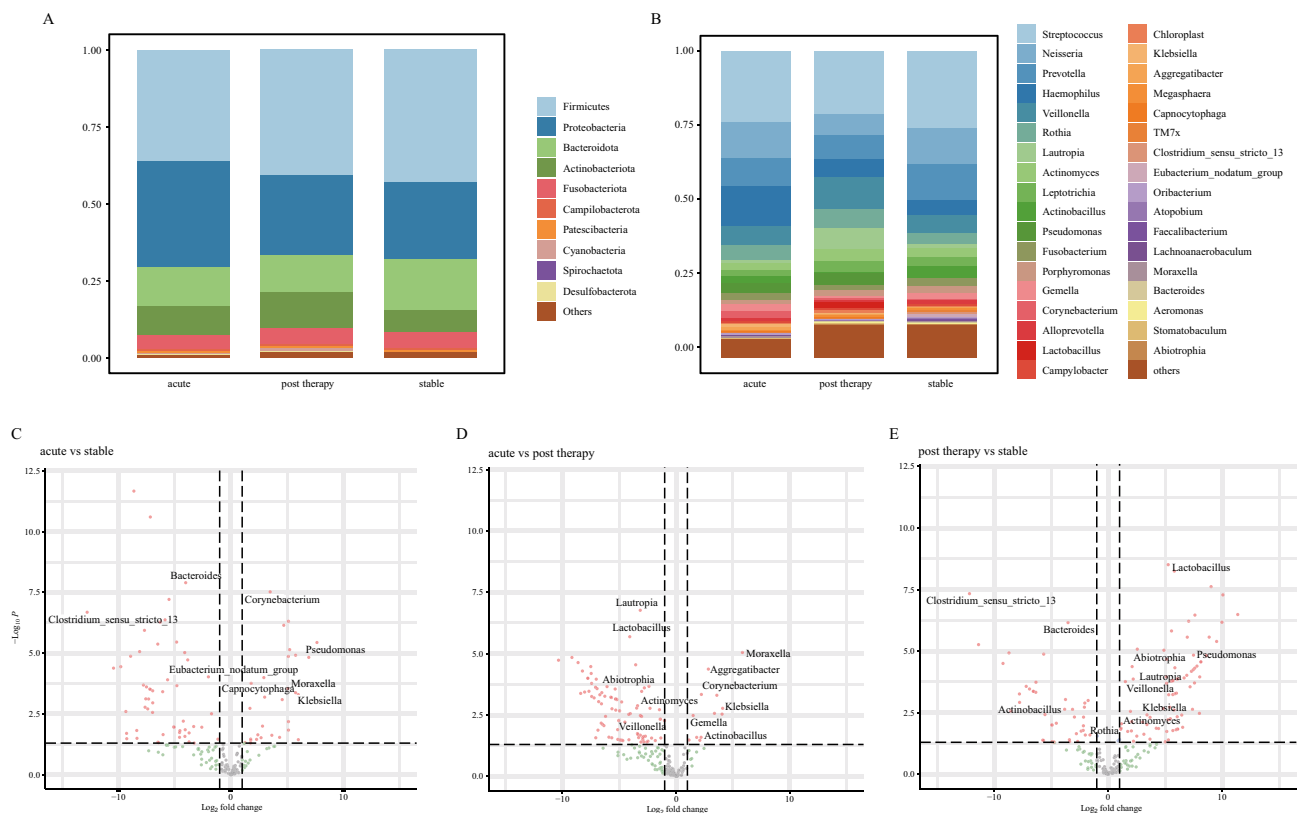 A
1.00
0.75
0.50
0.25
0.00
acute
post therapy
stable
Firmicutes
Proteobacteria
Bacteroidota
Actinobacteriota
Fusobacteriota
Campilobacterota
Patescibacteria
Cyanobacteria
Spirochaetota
Desulfobacterota
Others
B
1.00
0.75
0.50
0.25
0.00
acute
post therapy
stable
Streptococcus
Neisseria
Prevotella
Haemophilus
Veillonella
Rothia
Lautropia
Actinomyces
Leptotrichia
Actinobacillus
Pseudomonas
Fusobacterium
Porphyromonas
Gemella
Corynebacterium
Alloprevotella
Lactobacillus
Campylobacter
Chloroplast
Klebsiella
Aggregatibacter
Megasphaera
Capnocytophaga
TM7x
Clostridium_sensu_stricto_13
Eubacterium_nodatum_group
Oribacterium
Atopobium
Faecalibacterium
Lachnoanaerobaculum
Moraxella
Bacteroides
Aeromonas
Stomatobaculum
Abiotrophia
others
C
acute vs stable
12.5
10.0
7.5
5.0
2.5
0.0
−Log10 P
Bacteroides
Corynebacterium
Clostridium_sensu_stricto_13
Pseudomonas
Eubacterium_nodatum_group
Capnocytophaga
Moraxella
Klebsiella
−10
0
10
Log2 fold change
D
acute vs post therapy
12.5
10.0
7.5
5.0
2.5
0.0
Lautropia
Lactobacillus
Moraxella
Aggregatibacter
Abiotrophia
Corynebacterium
Actinomyces
Klebsiella
Veillonella
Gemella
Actinobacillus
−10
0
10
Log2 fold change
E
post therapy vs stable
12.5
10.0
7.5
5.0
2.5
0.0
Lactobacillus
Clostridium_sensu_stricto_13
Bacteroides
Abiotrophia
Pseudomonas
Lautropia
Veillonella
Actinobacillus
Klebsiella
Actinomyces
Rothia
−10
0
10
Log2 fold change